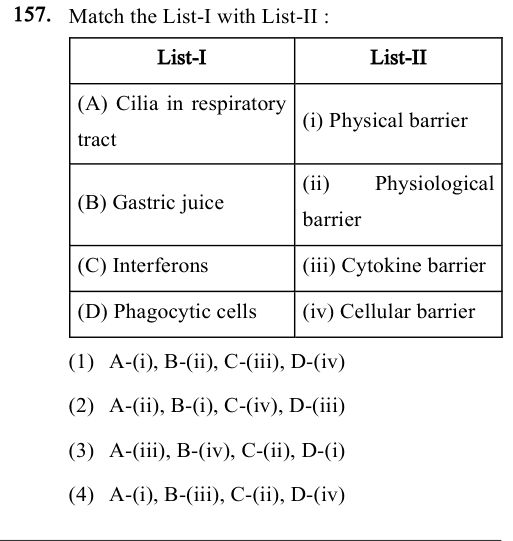 157. Match the List-I with List-II :
List-I List-II
(A) Cilia in respiratory
tract
(i) Physical barrier
(B) Gastric juice
(ii) Physiological
barrier
(C) Interferons (iii) Cytokine barrier
(D) Phagocytic cells (iv) Cellular barrier
(1) A-(i), B-(ii), C-(iii), D-(iv)
(2) A-(ii), B-(i), C-(iv), D-(iii)
(3) A-(iii), B-(iv), C-(ii), D-(i)
(4) A-(i), B-(iii), C-(ii), D-(iv)